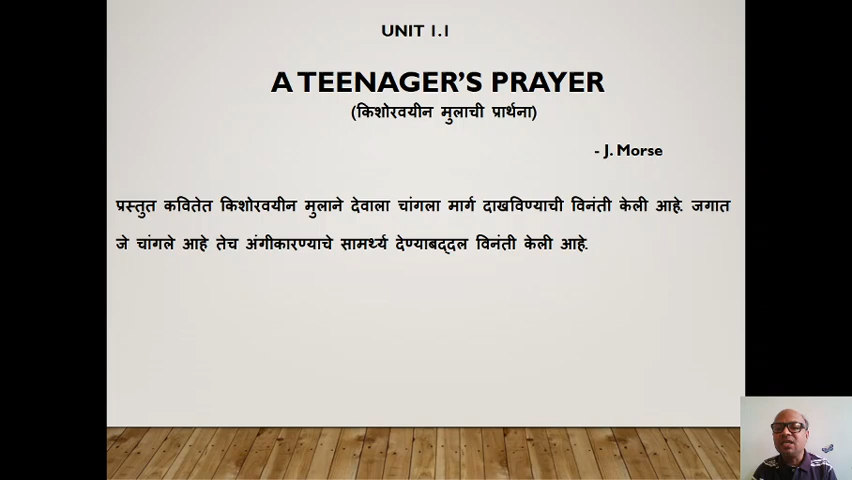 UNIT 1.1
A TEENAGER'S PRAYER
(किशोरवयीन मुलाची प्रार्थना)
- J. Morse
प्रस्तुत कवितेत किशोरवयीन मुलाने देवाला चांगला मार्ग दाखविण्याची विनंती केली आहे. जगात
जे चांगले आहे तेच अंगीकारण्याचे सामर्थ्य देण्याबद्दल विनंती केली आहे.